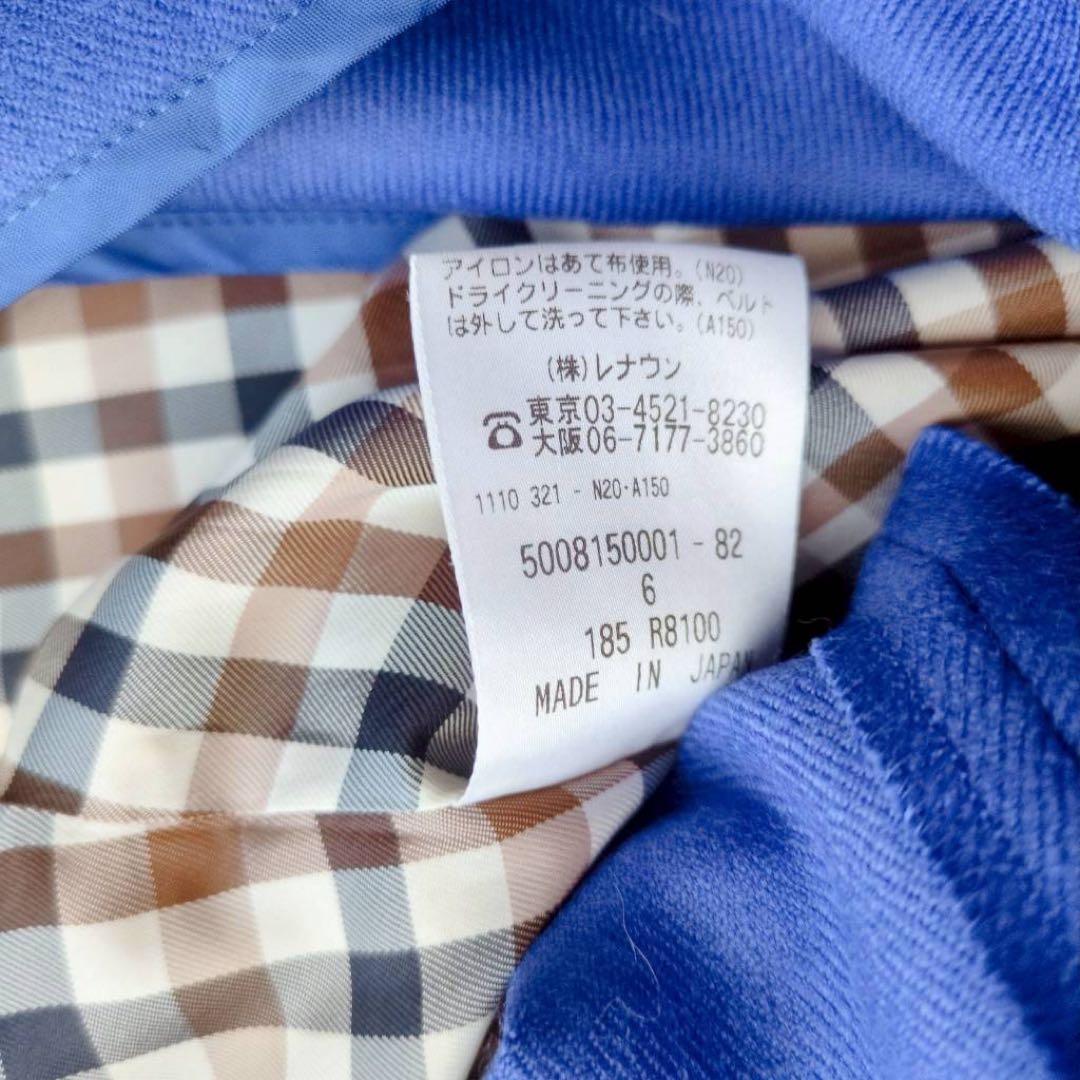 アイロンはあて布使用。(N20)
ドライクリーニングの際、ベルト
は外して洗って下さい。(A150)
(株)レナウン
☎東京03-4521-8230
大阪06-7177-3860
1110 321 - N20·A150
5008150001 - 82
6
185 R8100
MADE IN JAPAN